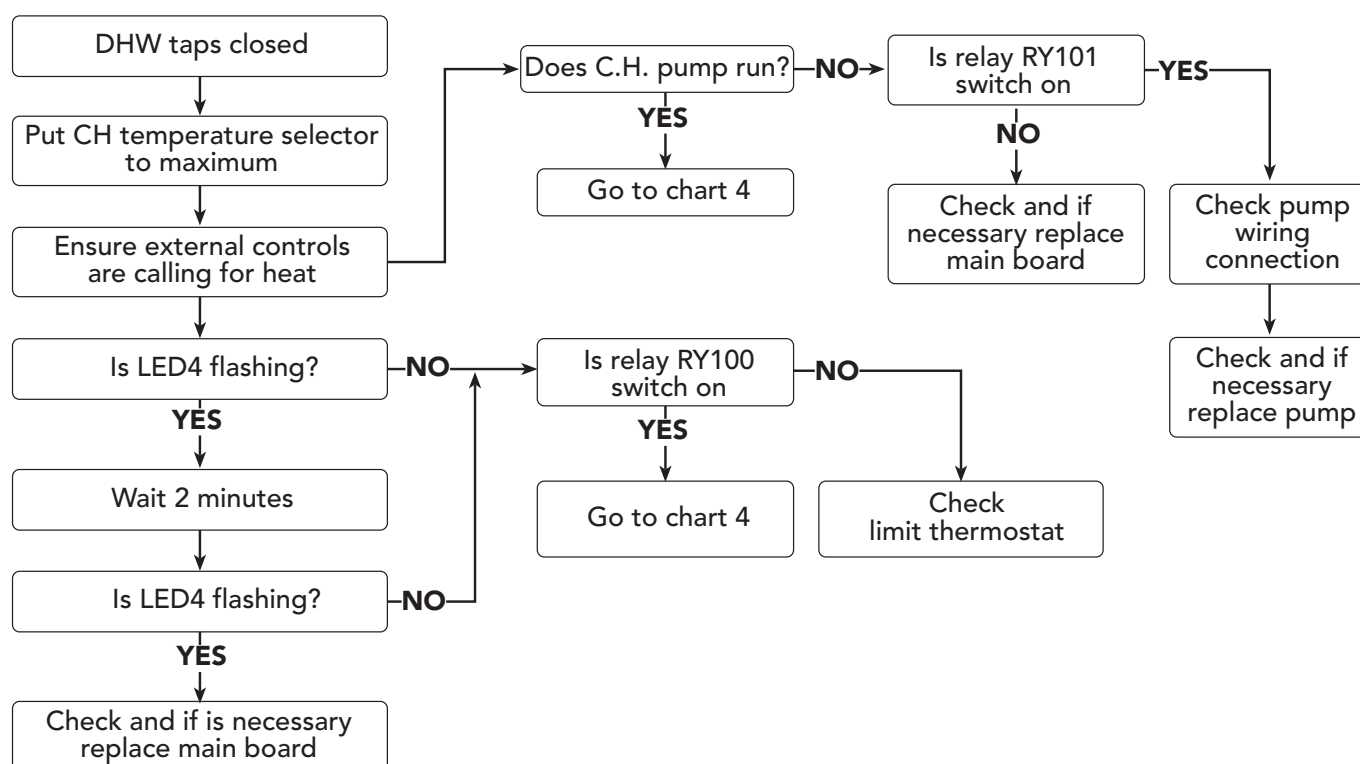 DHW taps closed
Put CH temperature selector
to maximum
Ensure external controls
are calling for heat
Does C.H. pump run?
NO
Is relay RY101
switch on
YES
YES
Go to chart 4
NO
Check and if
necessary replace
main board
Check pump
wiring
connection
Check and if
necessary
replace pump
Is LED4 flashing?
NO
Is relay RY100
switch on
NO
YES
Wait 2 minutes
YES
Go to chart 4
Check
limit thermostat
Is LED4 flashing?
NO
YES
Check and if is necessary
replace main board